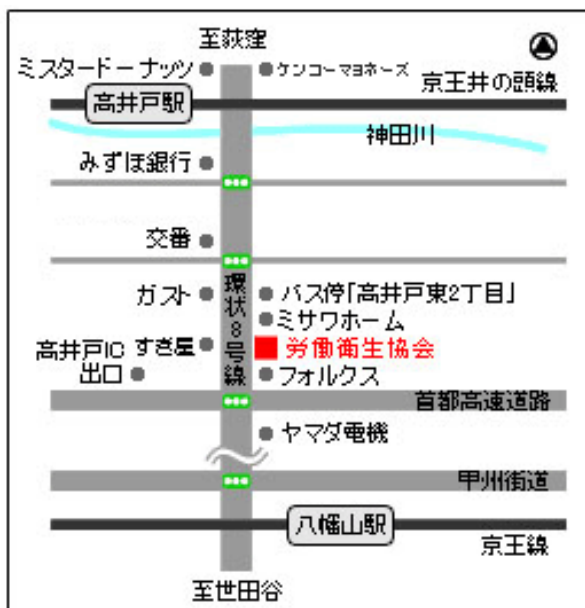 至荻窪
ミスタードーナッツ
ケンコーマヨネーズ
京王井の頭線
高井戸駅
神田川
みずほ銀行
交番
環状8号線
ガスト
バス停「高井戸東2丁目」
ミサワホーム
高井戸IC
出口
すき屋
労働衛生協会
フォルクス
首都高速道路
ヤマダ電機
甲州街道
八幡山駅
京王線
至世田谷